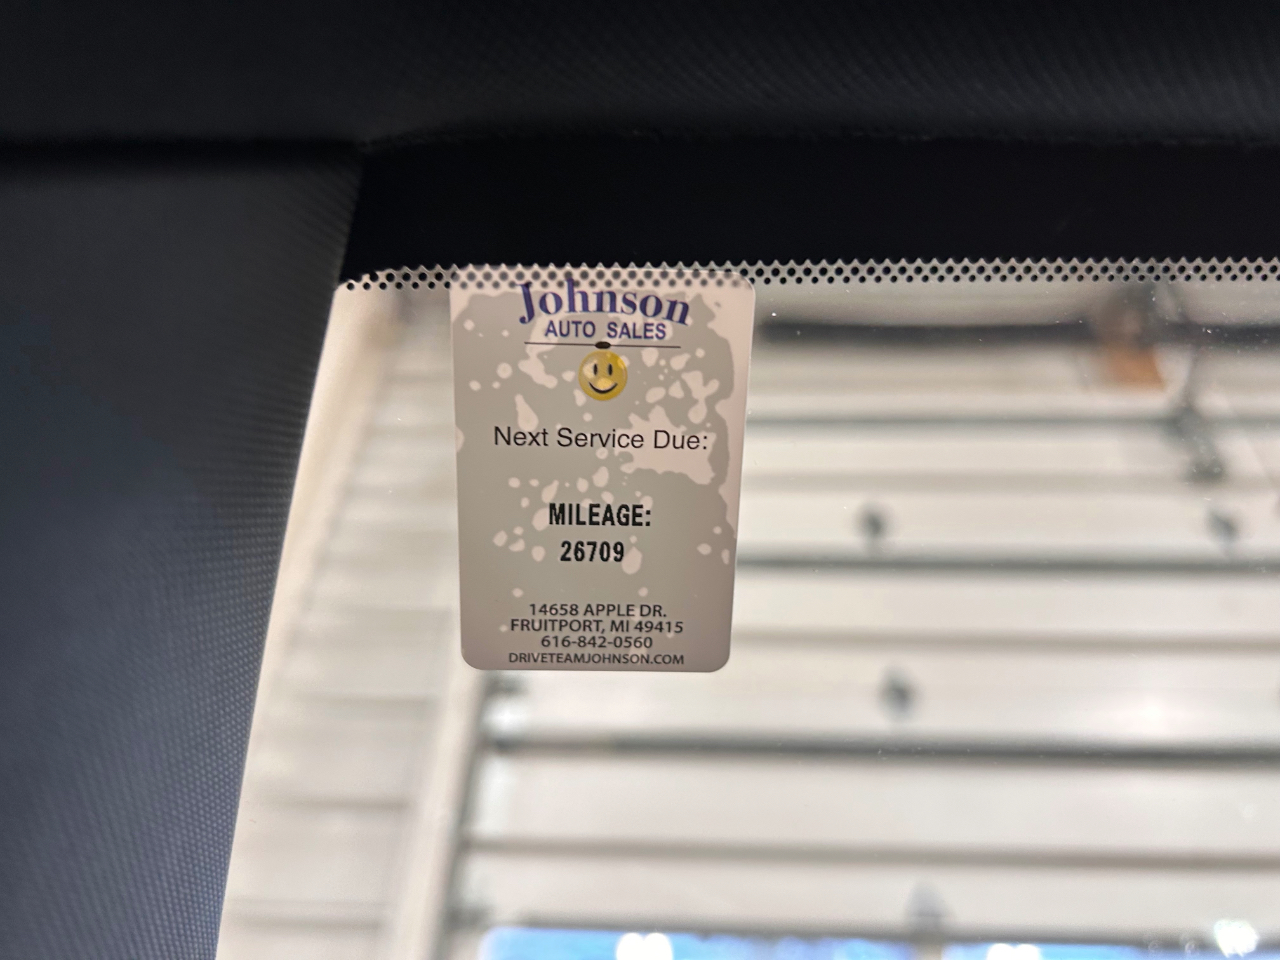 Johnson
AUTO SALES
Next Service Due:
MILEAGE:
26709
14658 APPLE DR.
FRUITPORT, MI 49415
616-842-0560
DRIVETEAMJOHNSON.COM